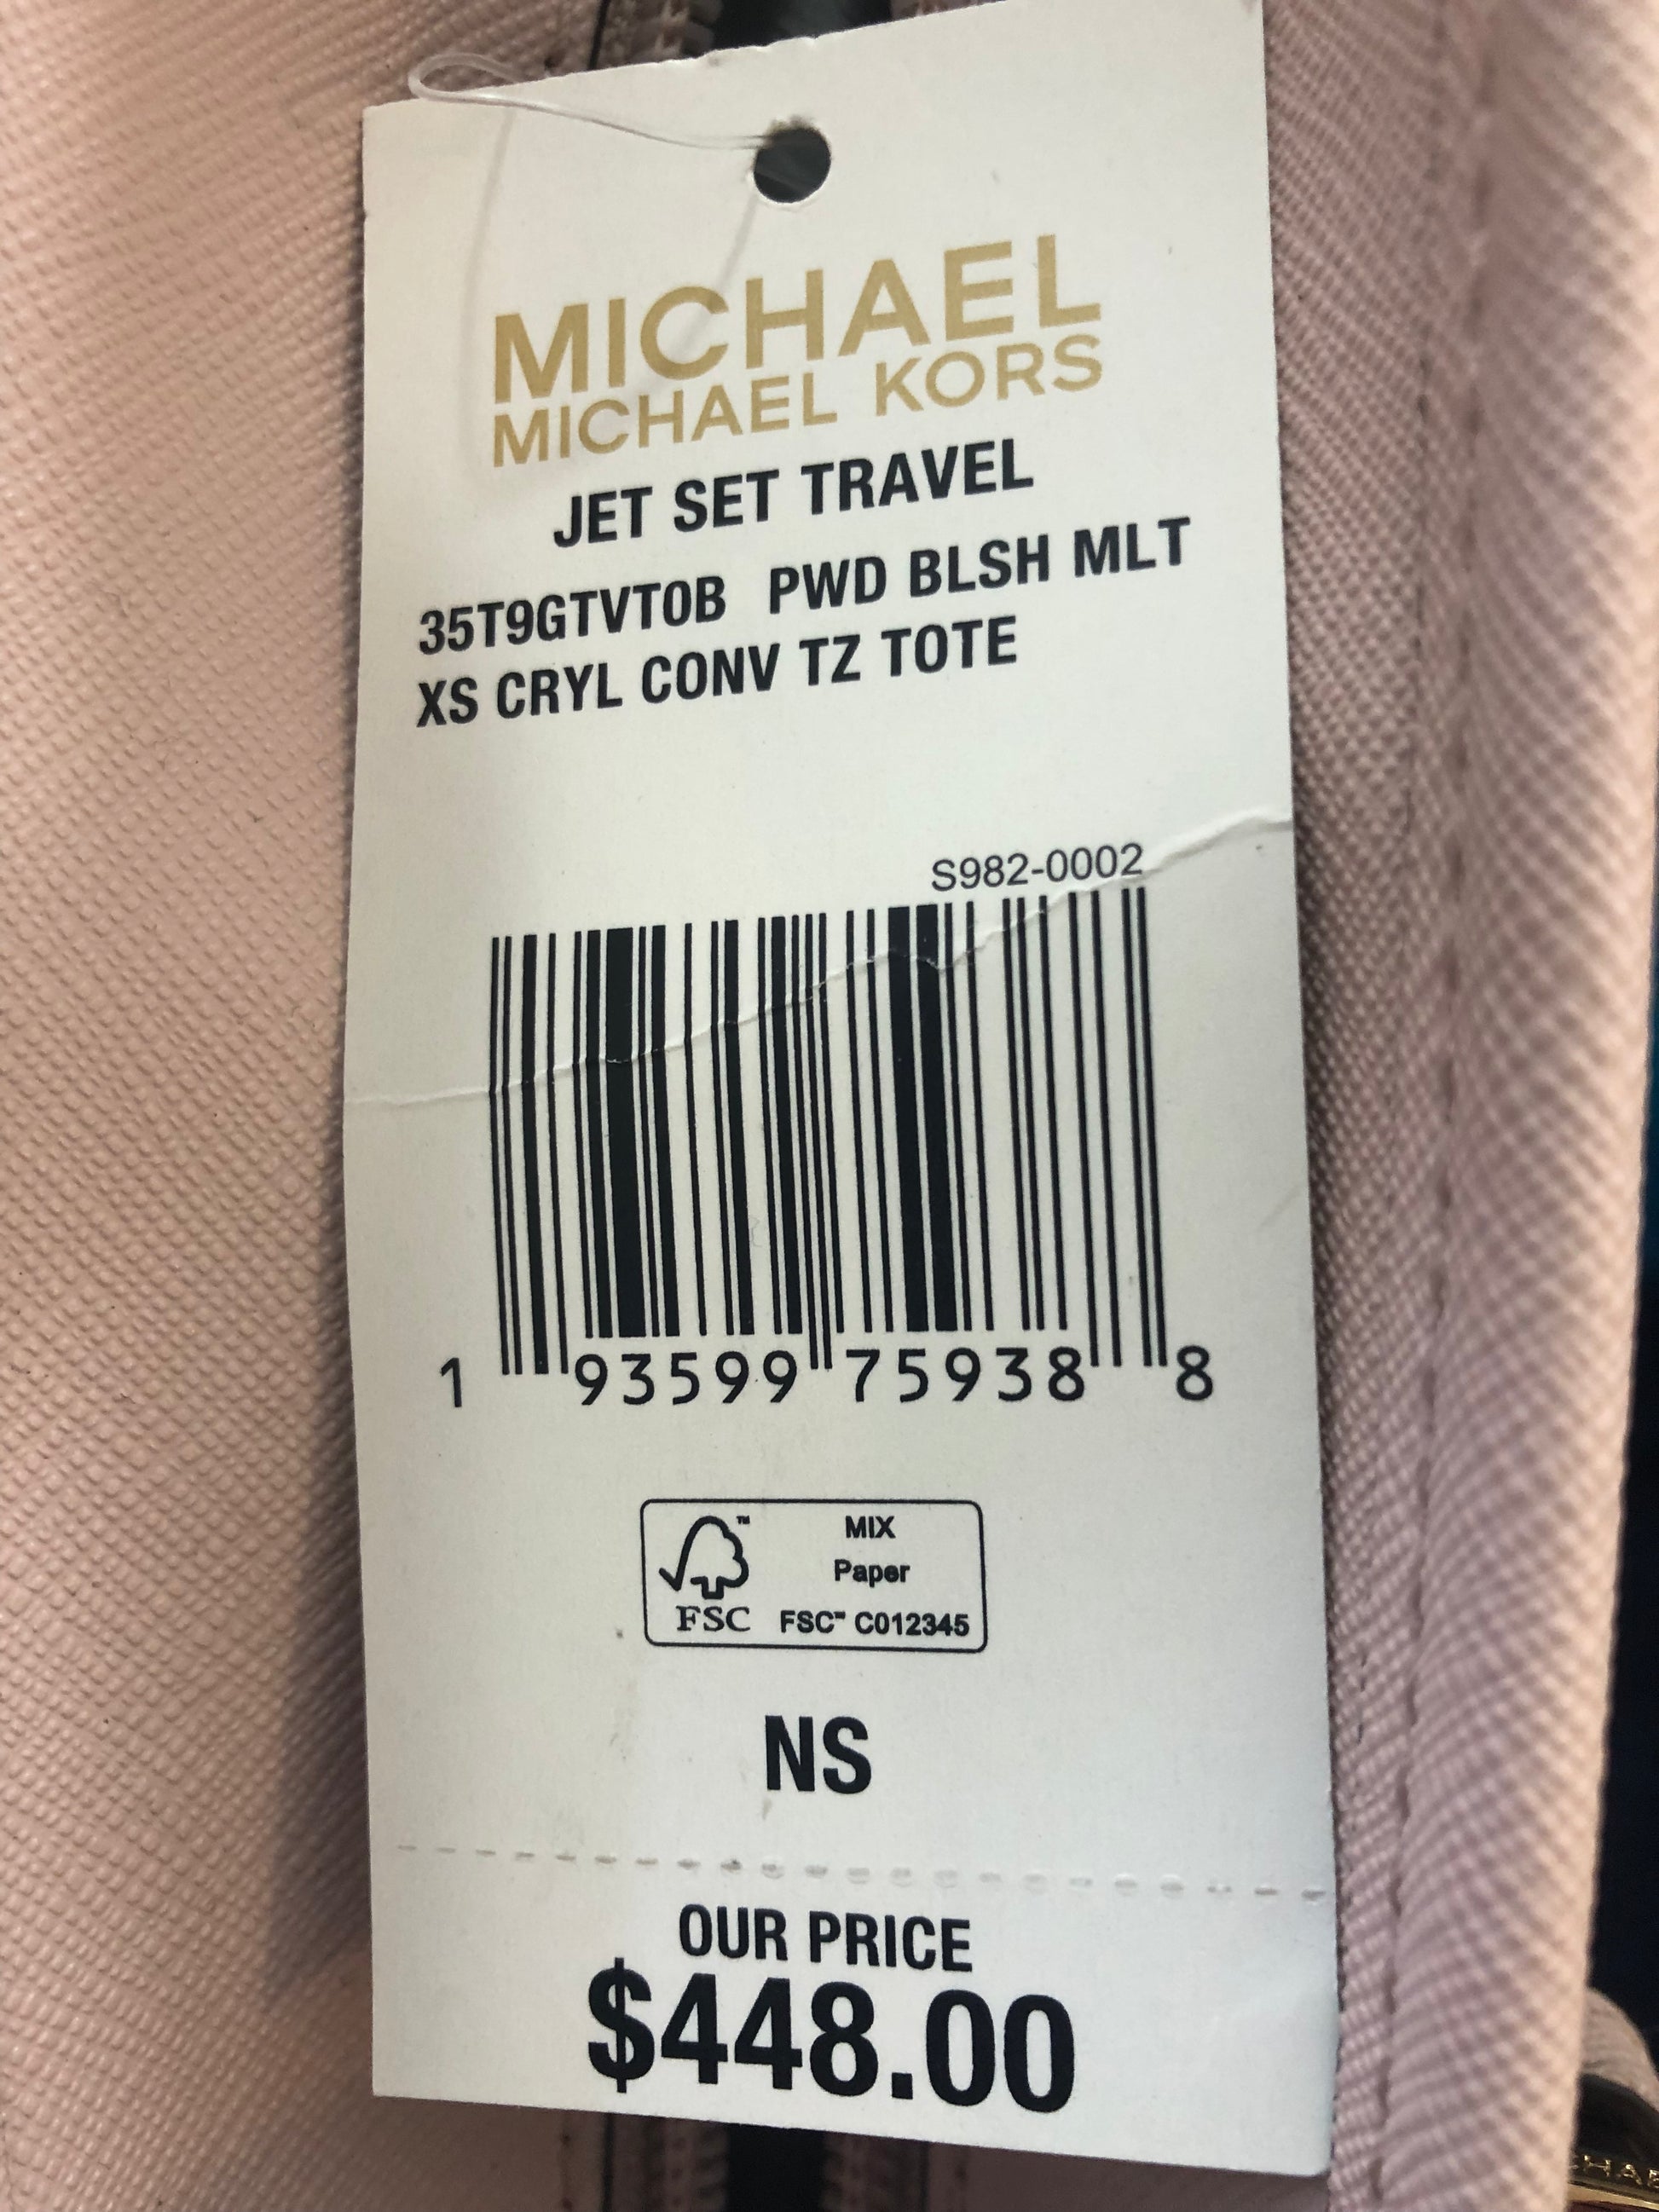 MICHAEL
MICHAEL KORS
JET SET TRAVEL
35T9GTVT0B PWD BLSH MLT
XS CRYL CONV TZ TOTE
S982-0002
1 93599 75938 8
MIX
Paper
FSC FSC™ C012345
NS
OUR PRICE
$448.00